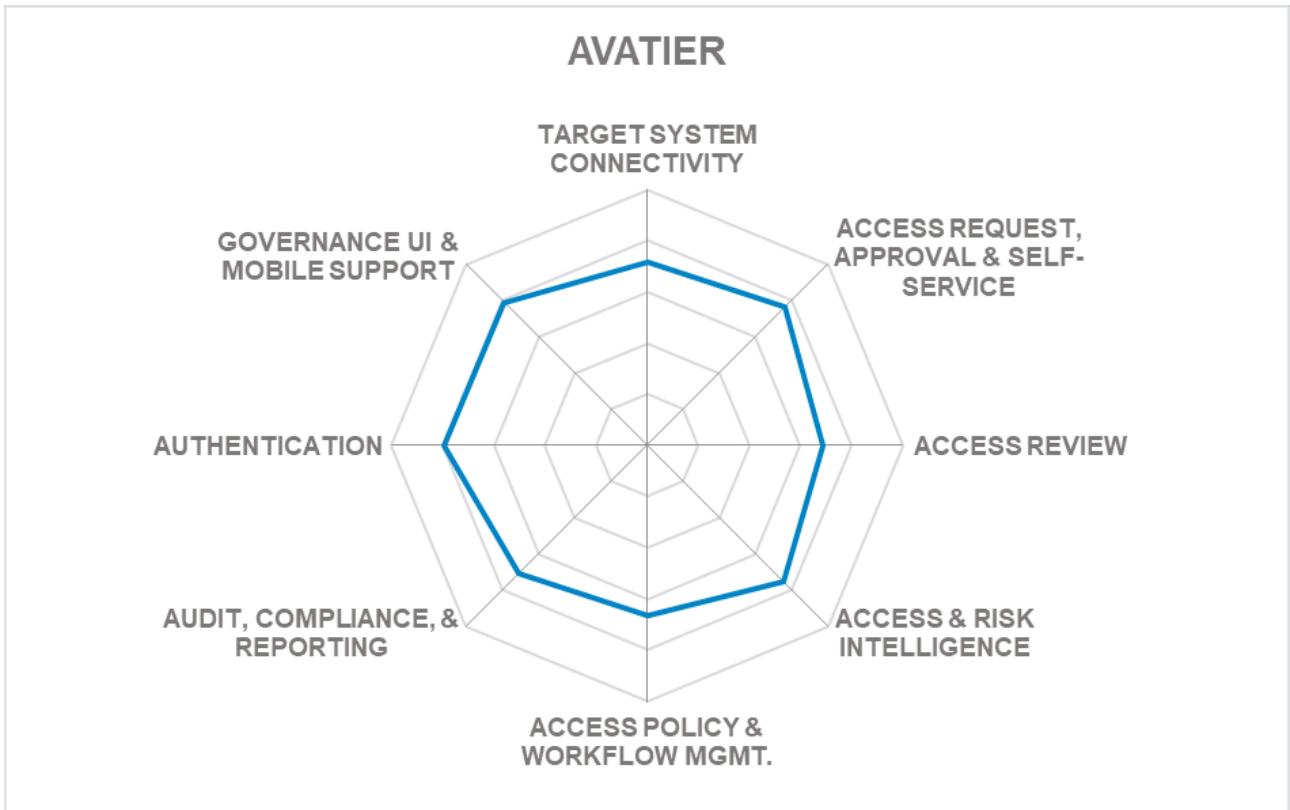 AVATIER
TARGET SYSTEM
CONNECTIVITY
ACCESS REQUEST,
APPROVAL & SELF-
SERVICE
GOVERNANCE UI &
MOBILE SUPPORT
AUTHENTICATION
ACCESS REVIEW
AUDIT, COMPLIANCE, &
REPORTING
ACCESS & RISK
INTELLIGENCE
ACCESS POLICY &
WORKFLOW MGMT.